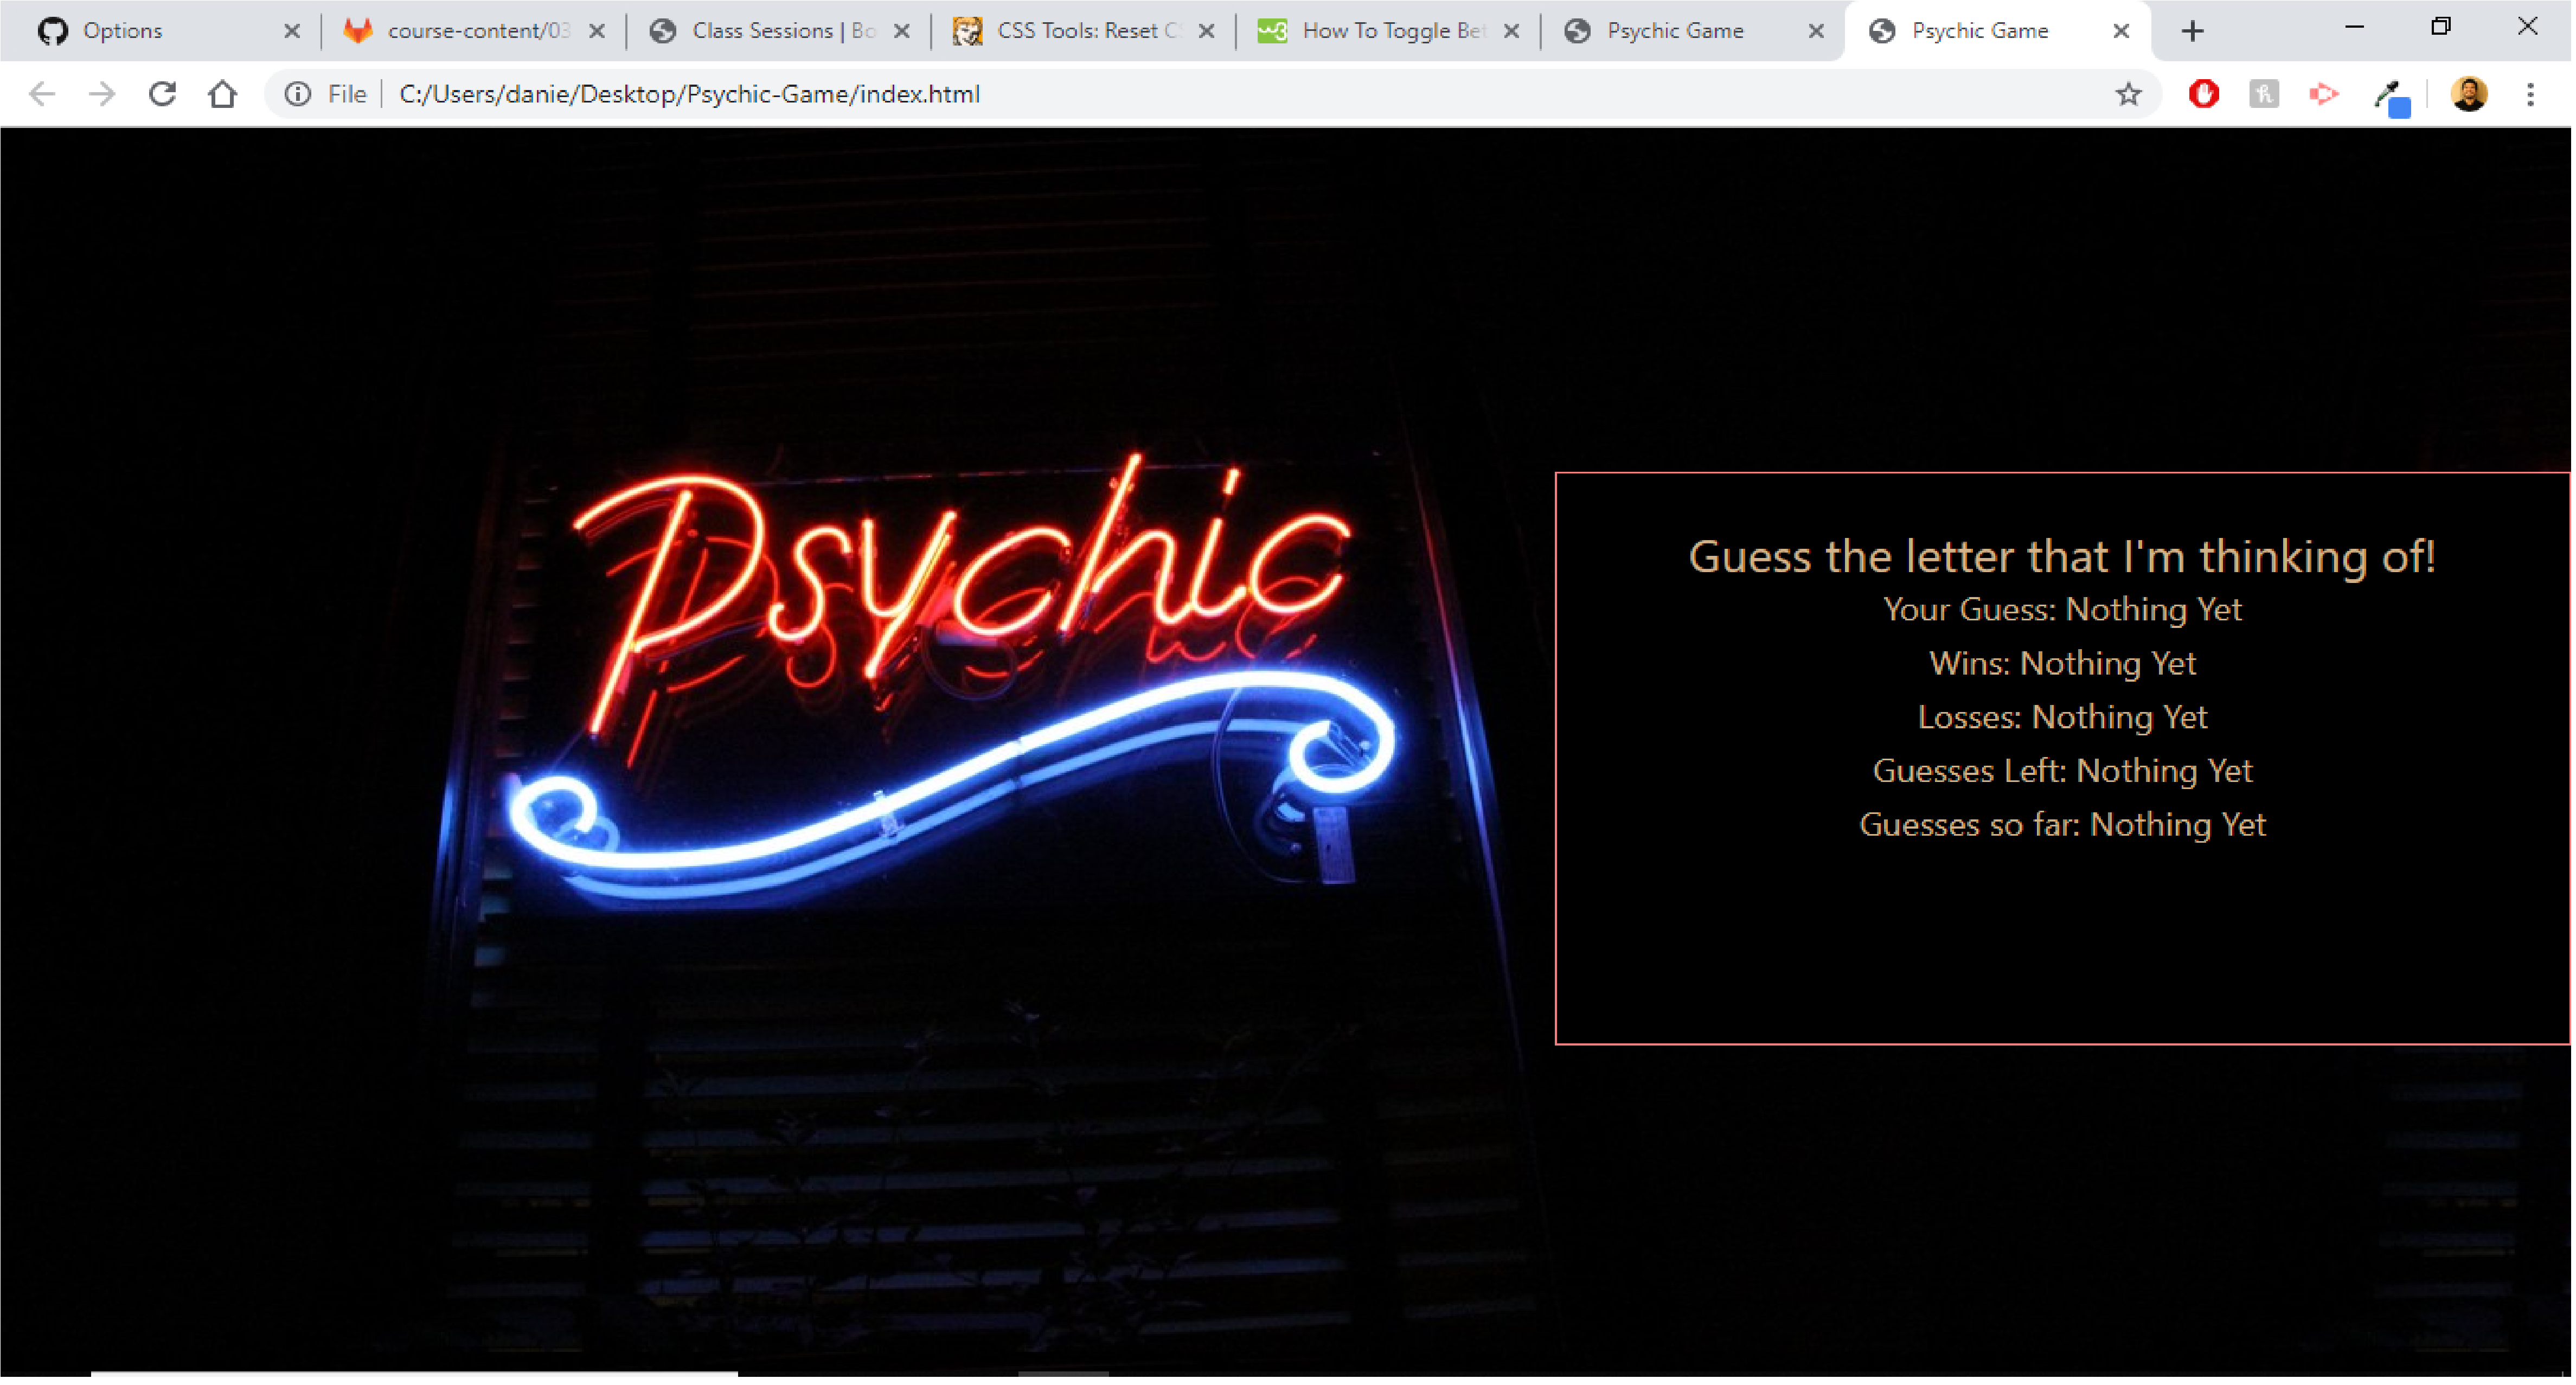 Options
course-content/03
Class Sessions | Bo
CSS Tools: Reset C
How To Toggle Bet
Psychic Game
Psychic Game
File
C:/Users/danie/Desktop/Psychic-Game/index.html
Psychic
Guess the letter that I'm thinking of!
Your Guess: Nothing Yet
Wins: Nothing Yet
Losses: Nothing Yet
Guesses Left: Nothing Yet
Guesses so far: Nothing Yet